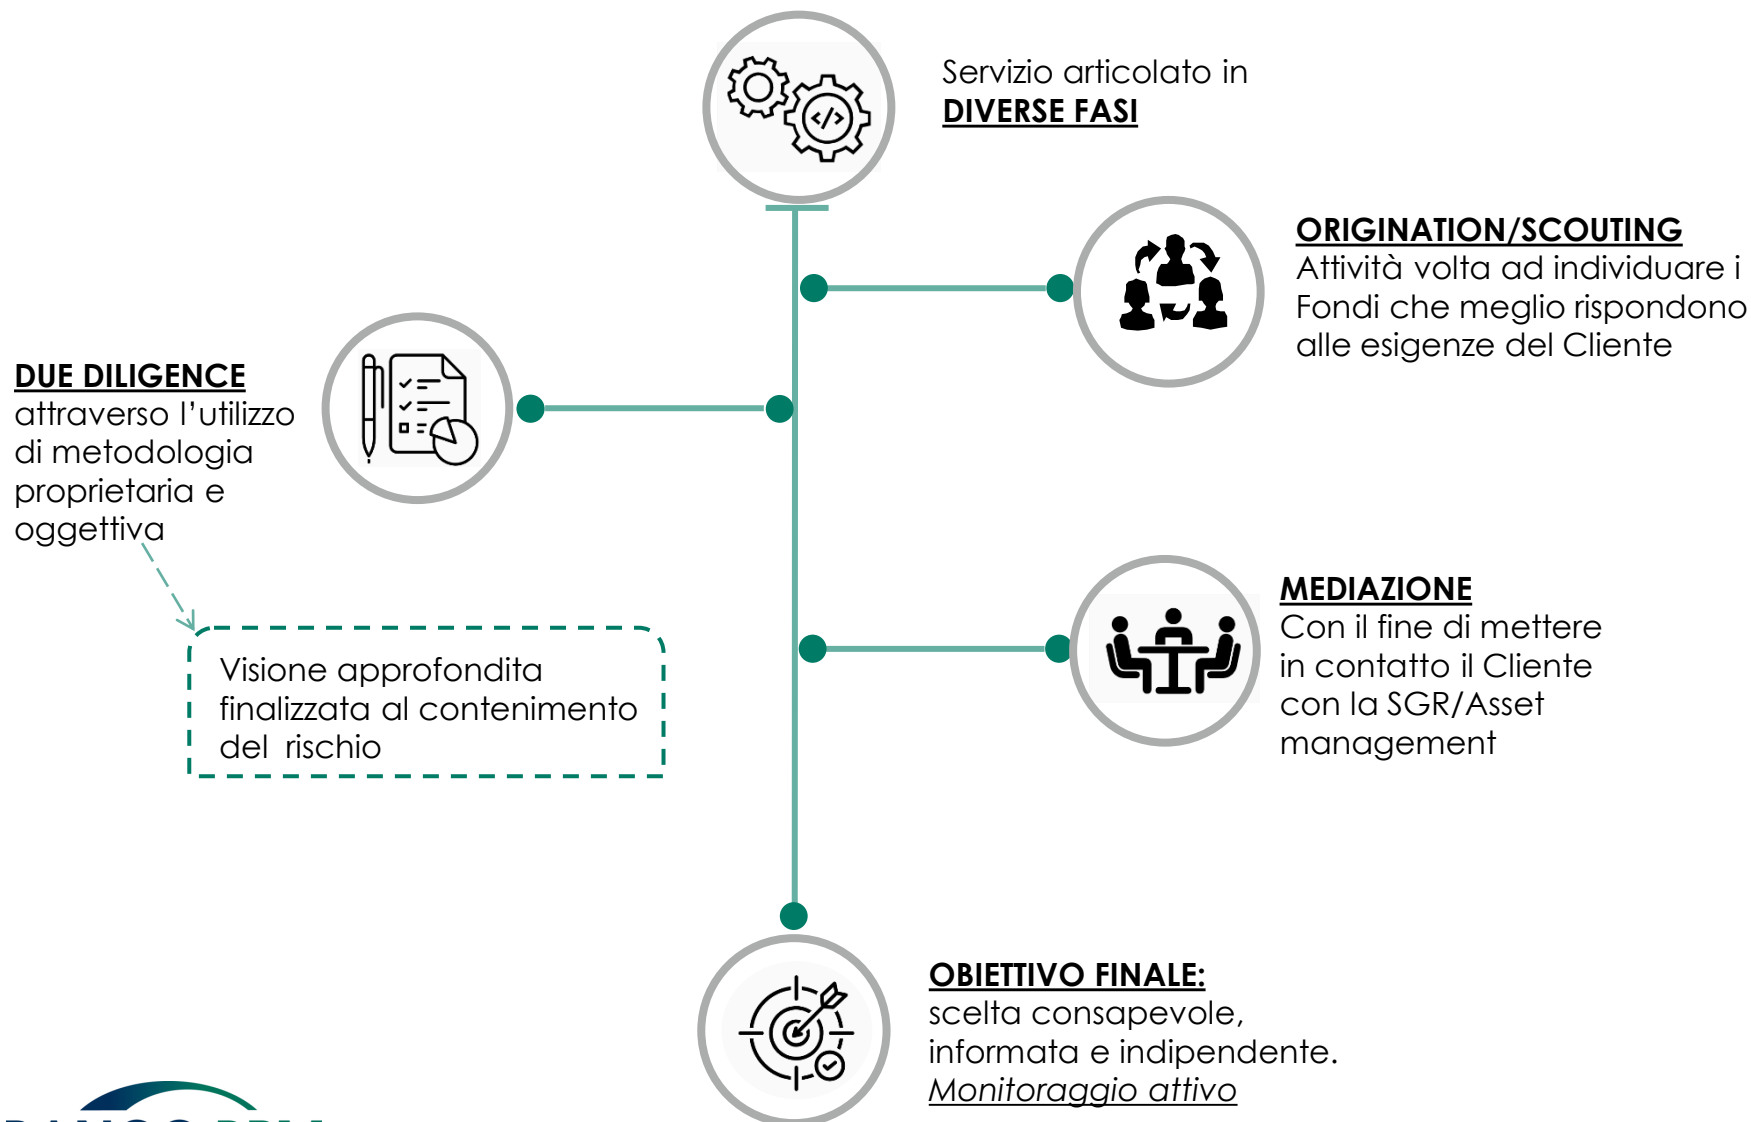 Servizio articolato in
DIVERSE FASI
ORIGINATION/SCOUTING
Attività volta ad individuare i
Fondi che meglio rispondono
alle esigenze del Cliente
DUE DILIGENCE
attraverso l’utilizzo
di metodologia
proprietaria e
oggettiva
Visione approfondita
finalizzata al contenimento
del rischio
MEDIAZIONE
Con il fine di mettere
in contatto il Cliente
con la SGR/Asset
management
OBIETTIVO FINALE:
scelta consapevole,
informata e indipendente.
Monitoraggio attivo